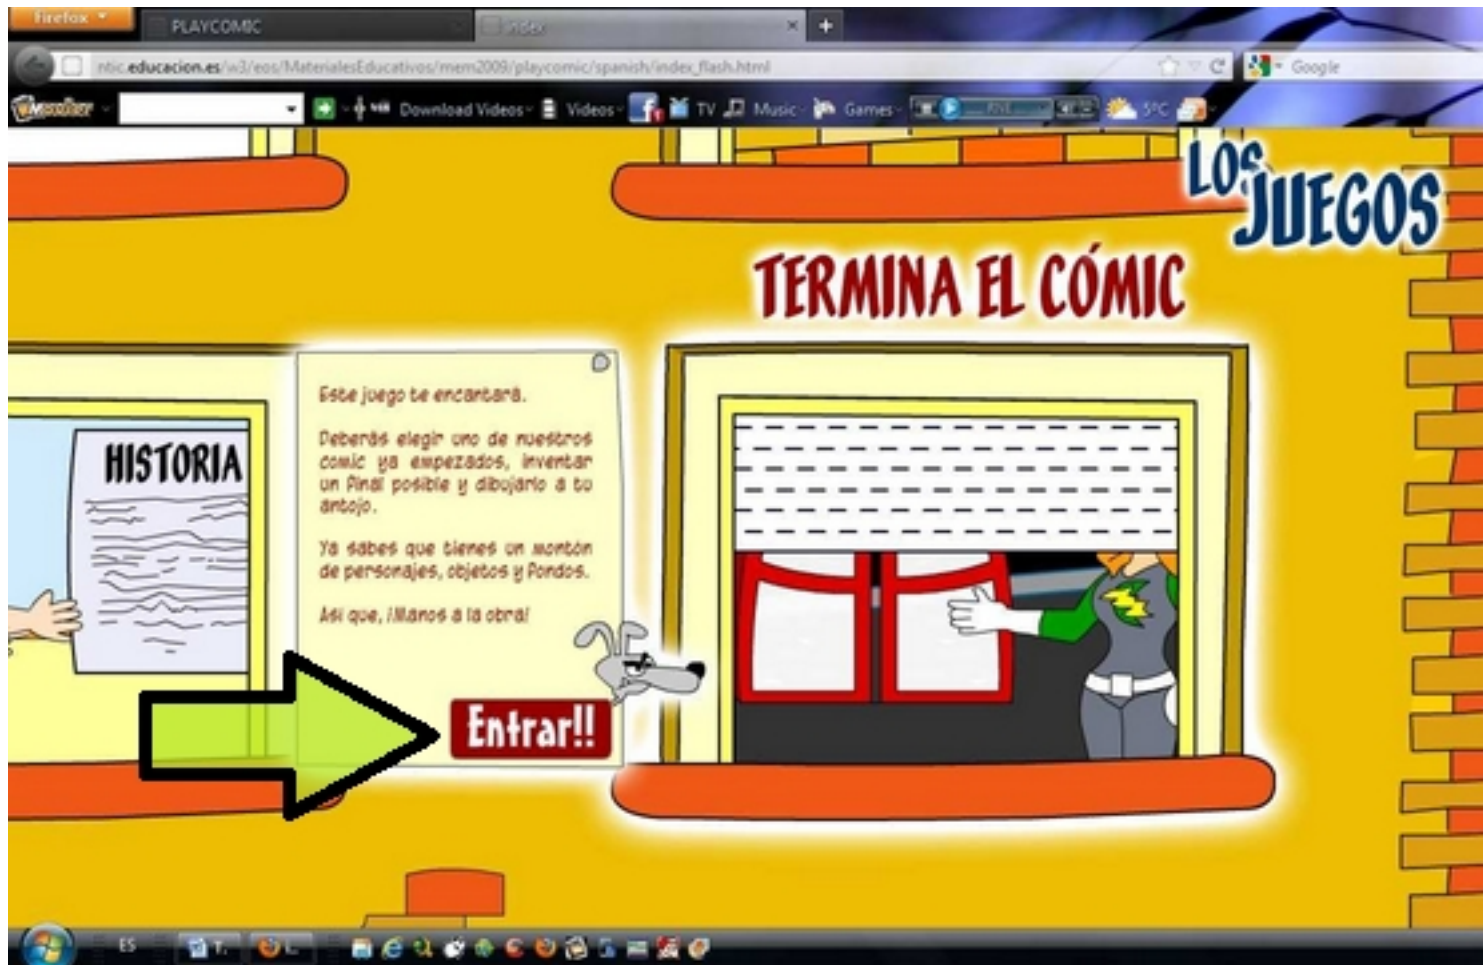 Firefox
PLAYCOMIC
index
ntic.educacion.es/w3/eos/MaterialesEducativos/mem2009/playcomic/spanish/index_flash.html
Google
Download Videos
Videos
TV
Music
Games
5ºC
LOS
JUEGOS
TERMINA EL CÓMIC
HISTORIA
Este juego te encantará.
Deberás elegir uno de nuestros
comic ya empezados, inventar
un final posible y dibujarlo a tu
antojo.
Ya sabes que tienes un montón
de personajes, objetos y fondos.
Así que, ¡Manos a la obra!
Entrar!!
ES
T.
L.